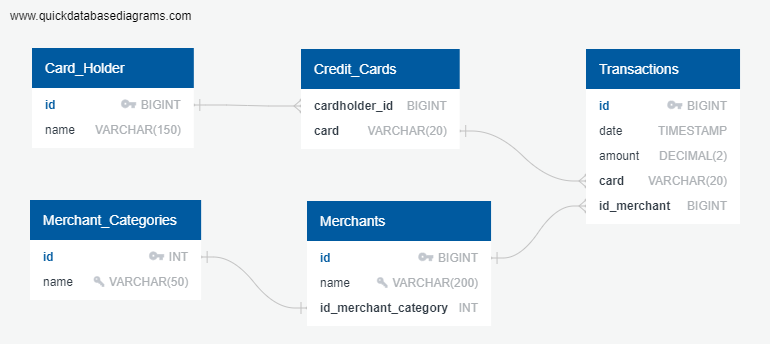 www.quickdatabasediagrams.com
Card_Holder
id BIGINT
name VARCHAR(150)
Credit_Cards
cardholder_id BIGINT
card VARCHAR(20)
Transactions
id BIGINT
date TIMESTAMP
amount DECIMAL(2)
card VARCHAR(20)
id_merchant BIGINT
Merchant_Categories
id INT
name VARCHAR(50)
Merchants
id BIGINT
name VARCHAR(200)
id_merchant_category INT